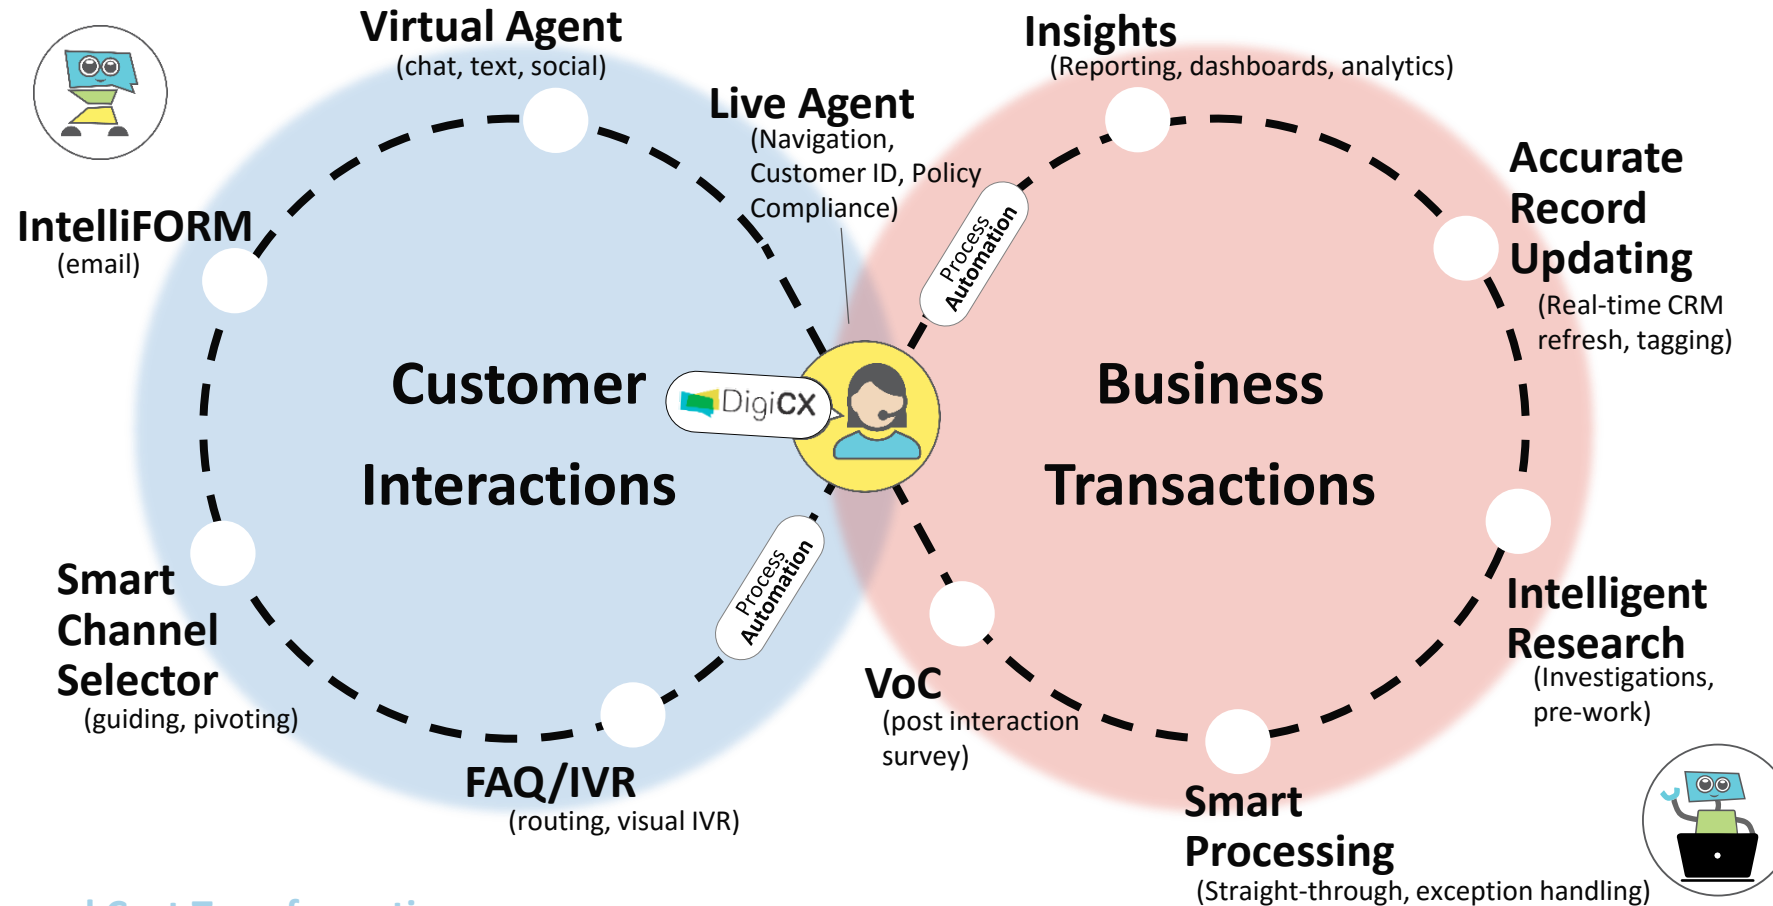 Virtual Agent
(chat, text, social)
Insights
(Reporting, dashboards, analytics)
Live Agent
(Navigation,
Customer ID, Policy
Compliance)
Accurate
Record
Updating
(Real-time CRM
refresh, tagging)
IntelliFORM
(email)
Process
Automation
Customer
Interactions
DigiCX
Business
Transactions
Process
Automation
Smart
Channel
Selector
(guiding, pivoting)
Intelligent
Research
(Investigations,
pre-work)
VoC
(post interaction
survey)
FAQ/IVR
(routing, visual IVR)
Smart
Processing
(Straight-through, exception handling)